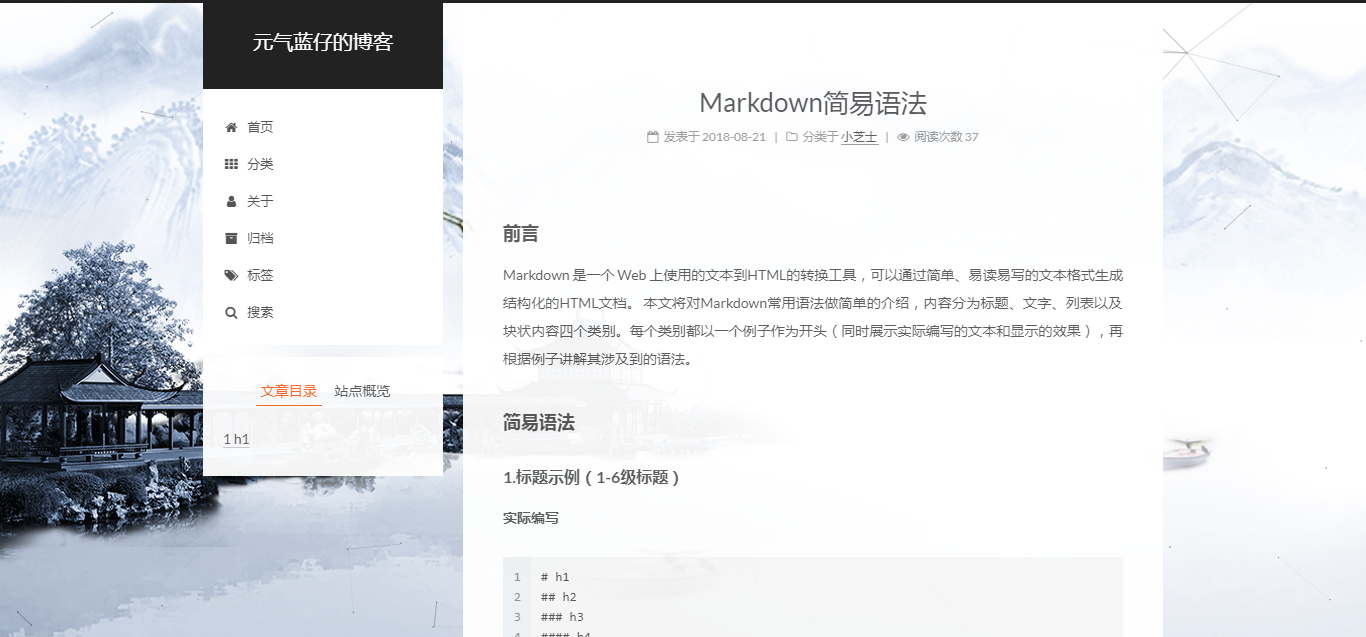 元气蓝仔的博客
首页
分类
关于
归档
标签
搜索
文章目录 站点概览
1 h1
Markdown简易语法
发表于 2018-08-21 | 分类于 小芝士 | 阅读次数 37
前言
Markdown 是一个 Web 上使用的文本到HTML的转换工具，可以通过简单、易读易写的文本格式生成
结构化的HTML文档。 本文将对Markdown常用语法做简单的介绍，内容分为标题、文字、列表以及
块状内容四个类别。每个类别都以一个例子作为开头（同时展示实际编写的文本和显示的效果），再
根据例子讲解其涉及到的语法。
简易语法
1.标题示例（1-6级标题）
实际编写
1 # h1
2 ## h2
3 ### h3
4 #### h4